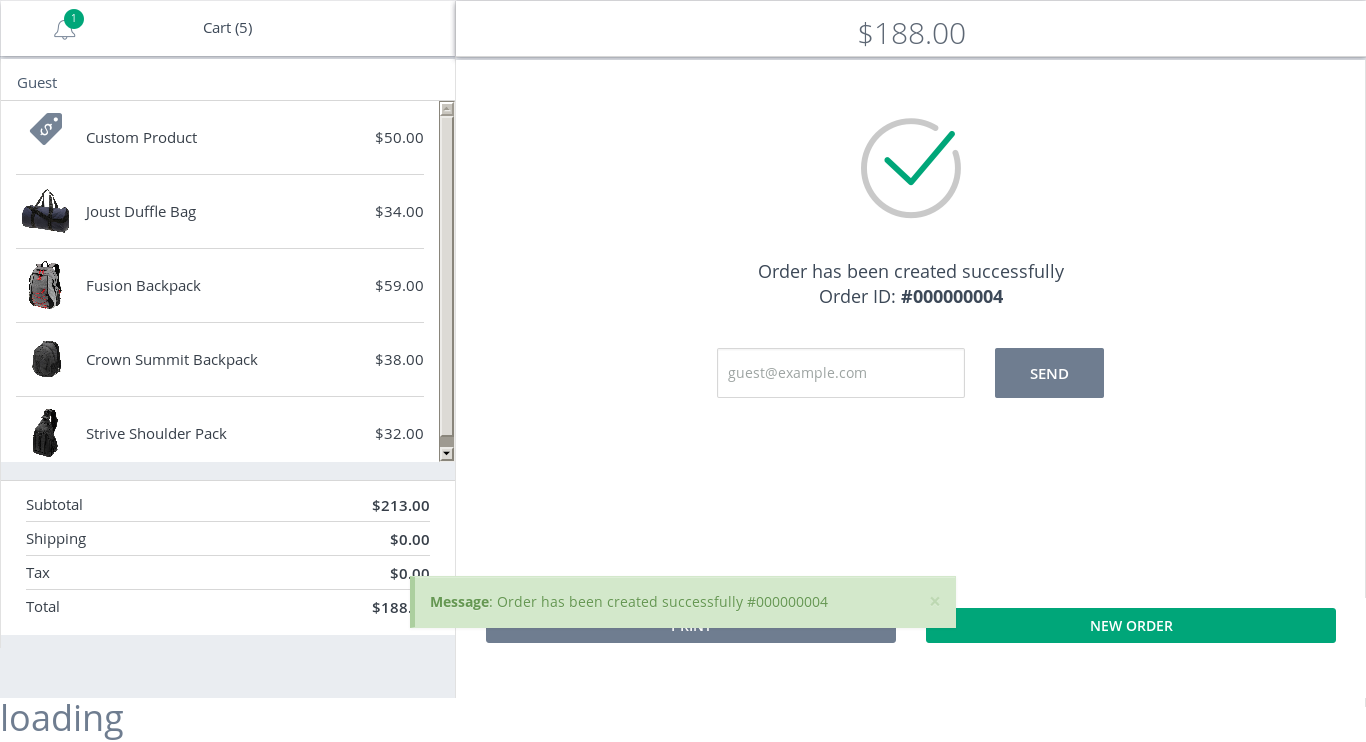 1
Cart (5)
$188.00
Guest
Custom Product $50.00
Joust Duffle Bag $34.00
Fusion Backpack $59.00
Crown Summit Backpack $38.00
Strive Shoulder Pack $32.00
Order has been created successfully
Order ID: #000000004
guest@example.com
SEND
Subtotal $213.00
Shipping $0.00
Tax $0.00
Total $188.
Message: Order has been created successfully #000000004 ×
PRINT
NEW ORDER
loading